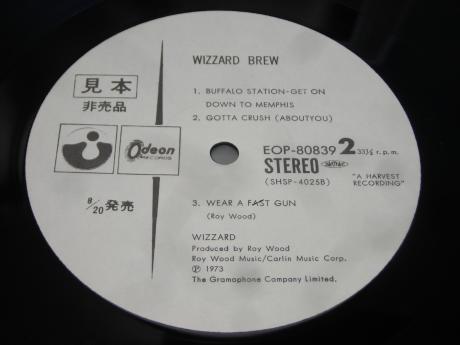 WIZZARD BREW
見本
非売品
1. BUFFALO STATION-GET ON
DOWN TO MEMPHIS
2. GOTTA CRUSH (ABOUTYOU)
Odeon
RECORDS
EOP-80839 2 33⅓ r.p.m.
STEREO
(SHSP-4025B)
"A HARVEST
RECORDING"
8/20 発売
3. WEAR A FAST GUN
(Roy Wood)
WIZZARD
Produced by Roy Wood
Roy Wood Music/Carlin Music Corp.
Ⓟ 1973
The Gramophone Company Limited.